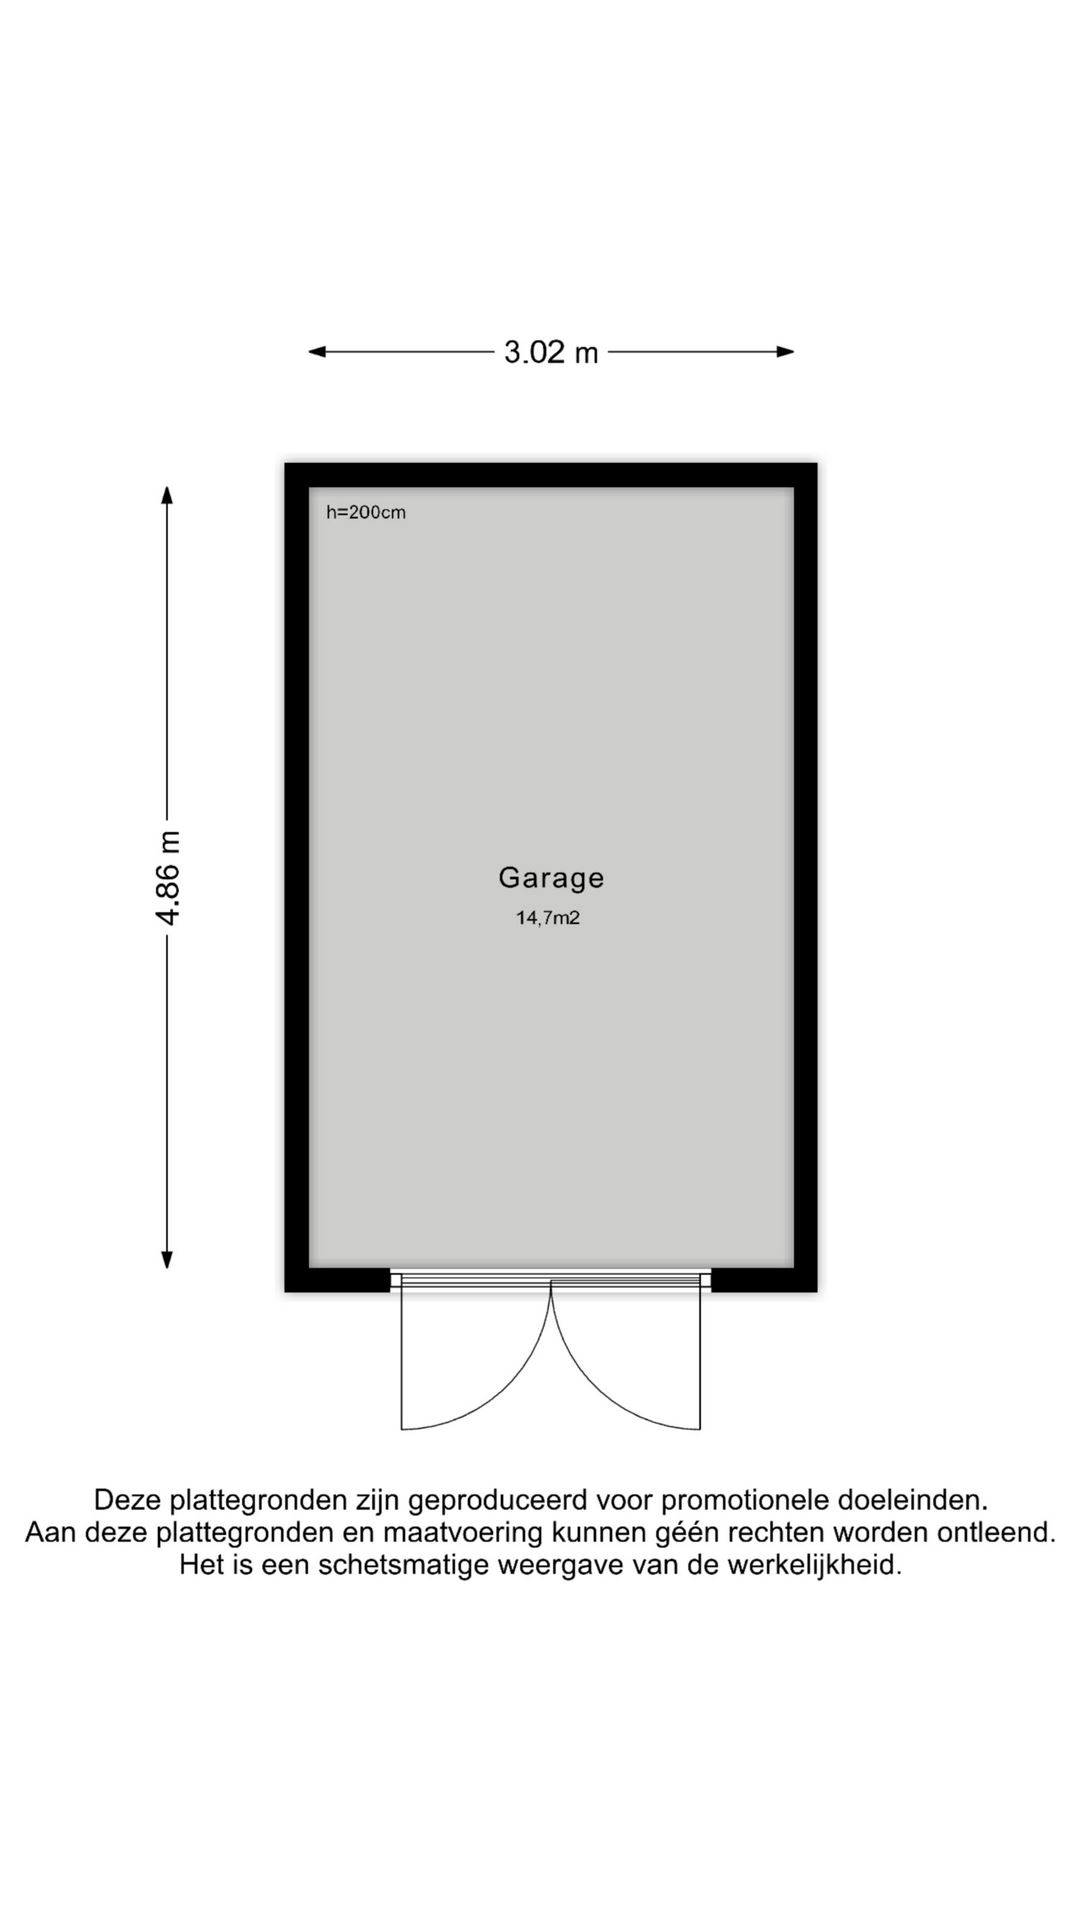 3.02 m
h=200cm
4.86 m
Garage
14,7m2
Deze plattegronden zijn geproduceerd voor promotionele doeleinden.
Aan deze plattegronden en maatvoering kunnen géén rechten worden ontleend.
Het is een schetsmatige weergave van de werkelijkheid.